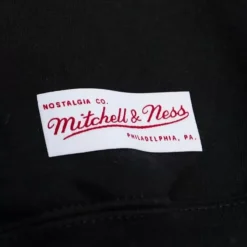 NOSTALGIA CO.
Mitchell & Ness
PHILADELPHIA, PA.